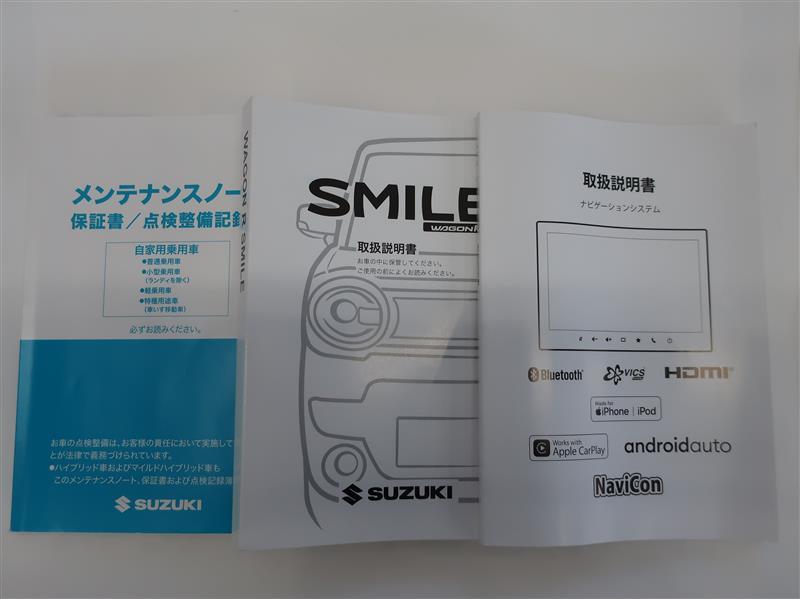 メンテナンスノー
保証書／点検整備記録
自家用乗用車
●普通乗用車
●小型乗用車
（ランディを除く）
●軽乗用車
●特種用途車
（車いす移動車）
必ずお読みください。
お車の点検整備は、お客様の責任において実施して
とが法律で義務づけられています。
●ハイブリッド車およびマイルドハイブリッド車も
このメンテナンスノート、保証書および点検記録簿
SUZUKI
WAGON R SMILE
SMILE
WAGON R
取扱説明書
お車の中に保管してください。
ご使用の前によくお読みください。
SUZUKI
取扱説明書
ナビゲーションシステム
Bluetooth
VICS
HDMI
Made for
iPhone | iPod
Works with
Apple CarPlay
androidauto
NaviCon